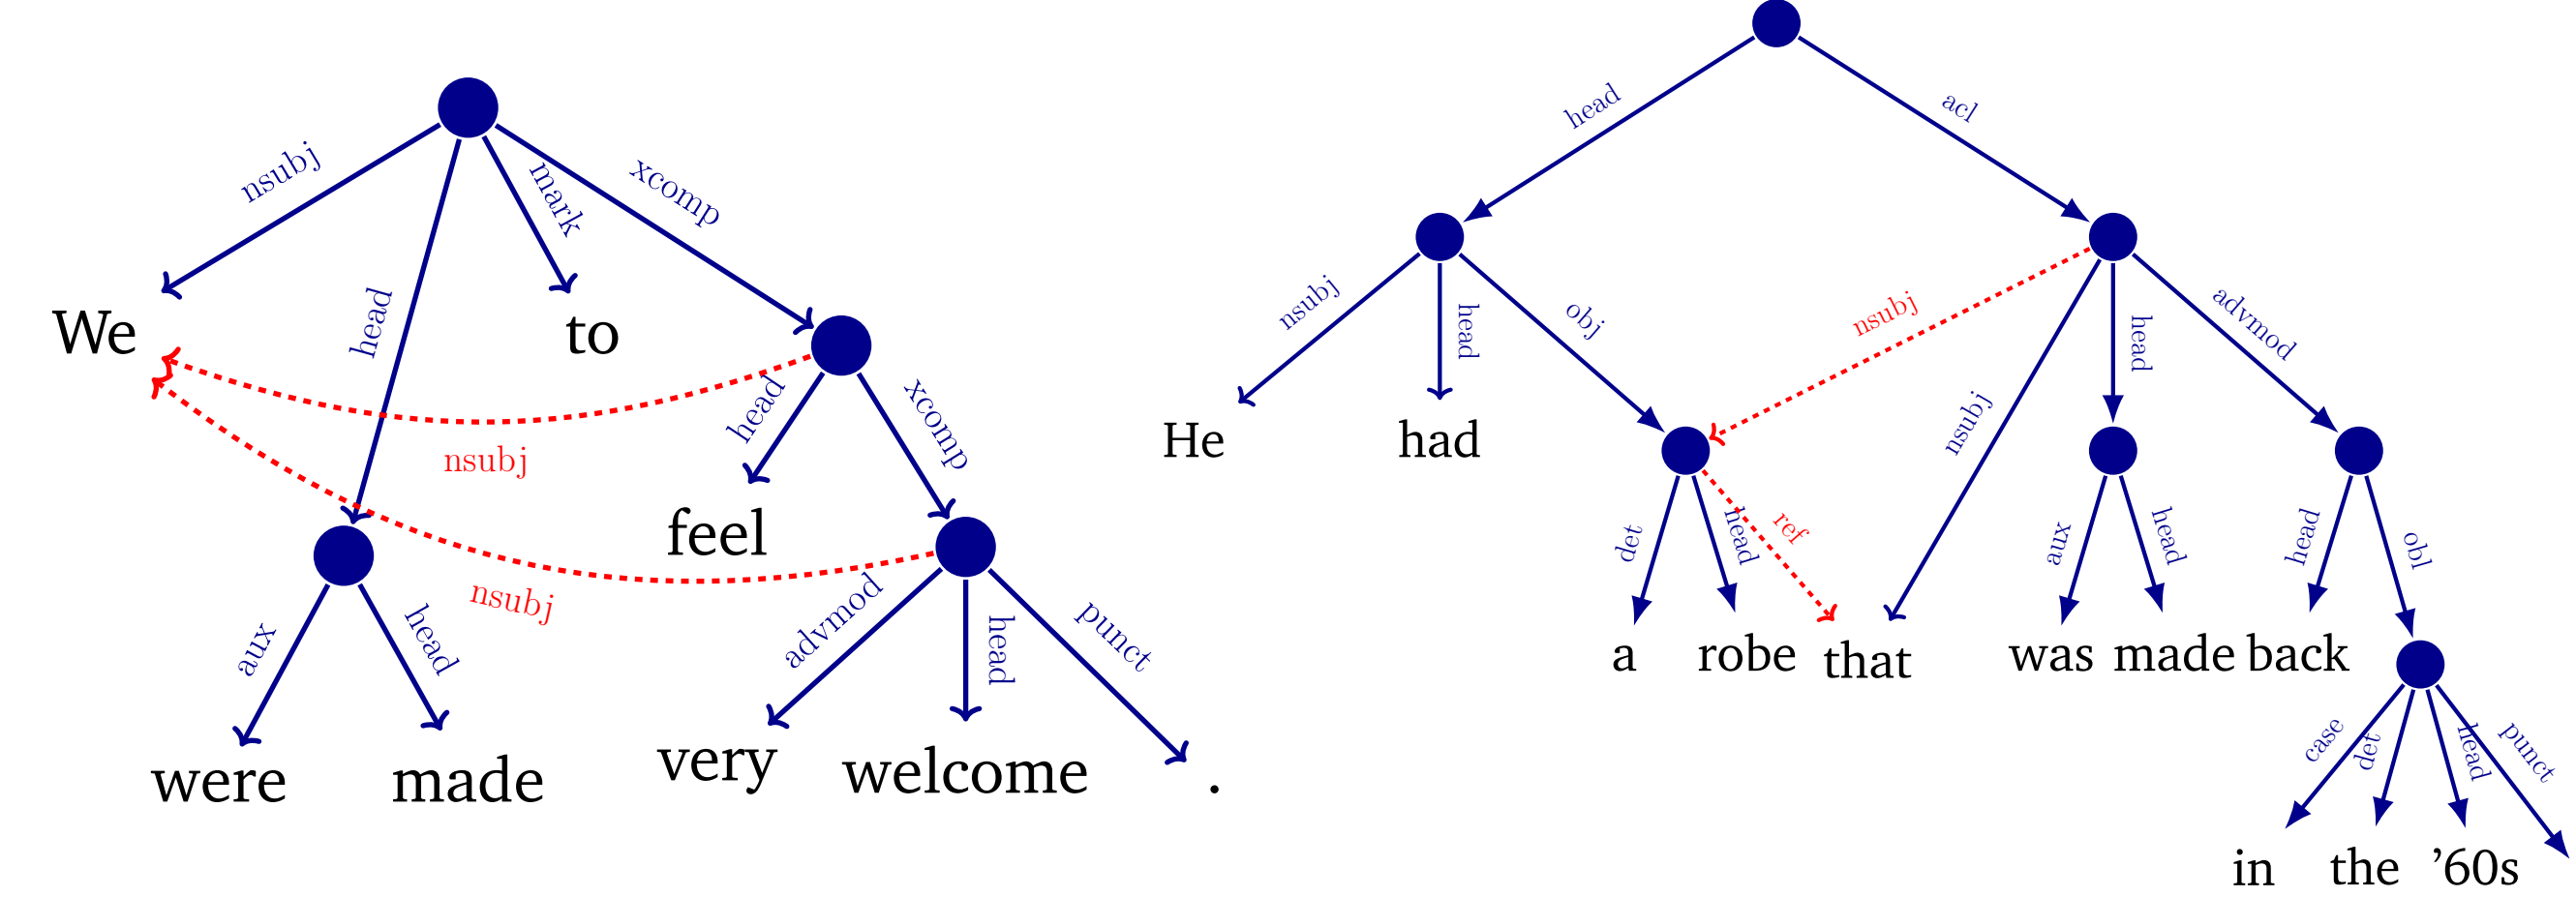 nsubj
head
mark
xcomp
We
to
nsubj
head
xcomp
feel
nsubj
aux
head
advmod
head
punct
were
made
very
welcome
.
head
acl
nsubj
head
obj
nsubj
nsubj
head
advmod
He
had
det
head
ref
aux
head
head
obl
a
robe
that
was
made
back
case
det
head
punct
in
the
’60s